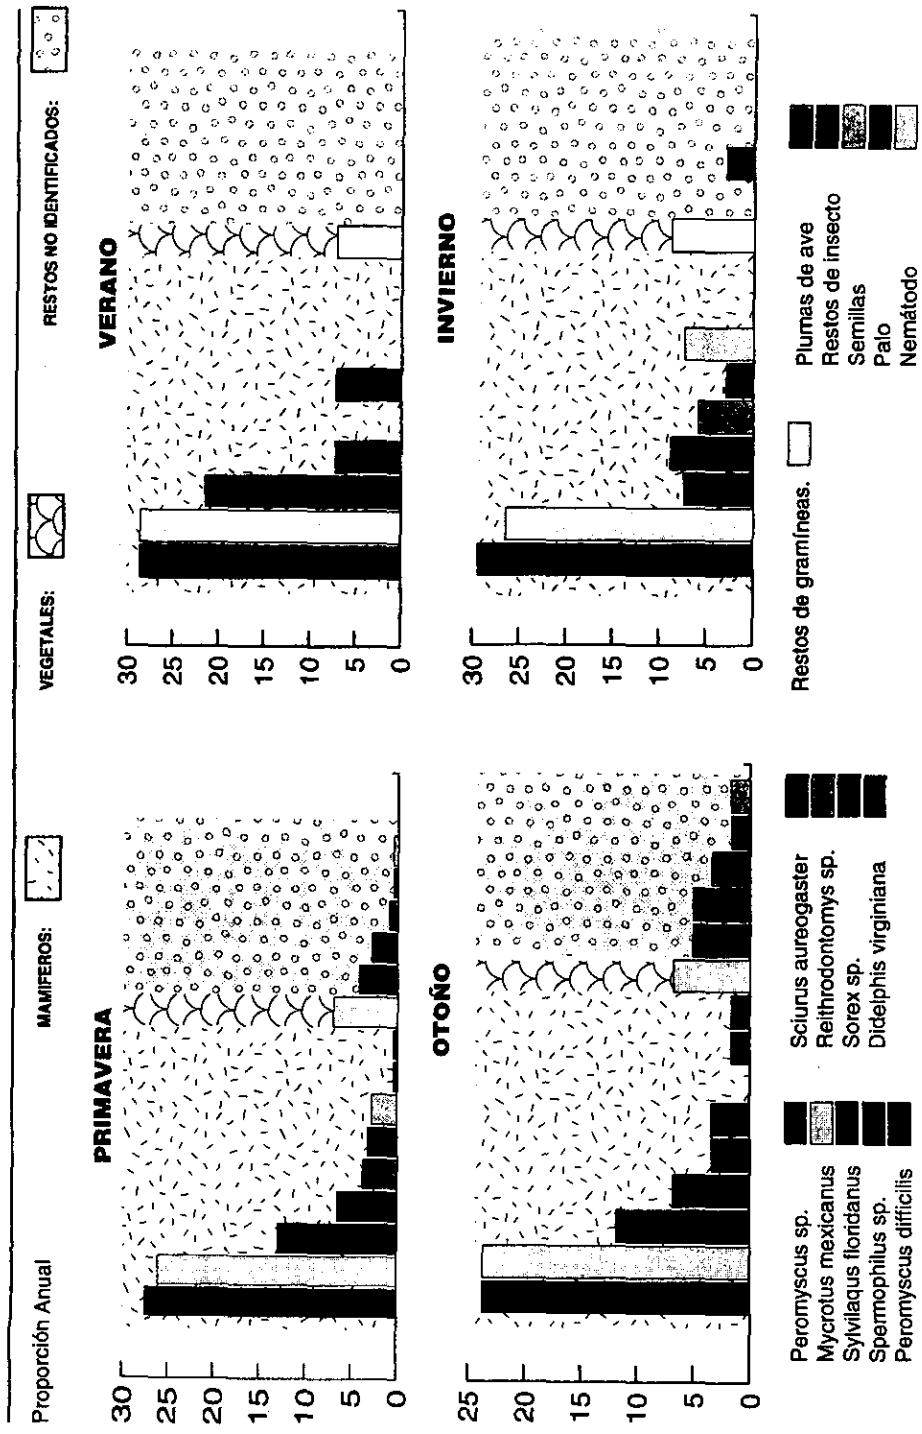 Proporción Anual
MAMIFEROS:
VEGETALES:
RESTOS NO IDENTIFICADOS:
PRIMAVERA
30
25
20
15
10
5
0
VERANO
30
25
20
15
10
5
0
OTOÑO
25
20
15
10
5
0
INVIERNO
30
25
20
15
10
5
0
Peromyscus sp.
Mycrotus mexicanus
Sylvilaqus floridanus
Spermophilus sp.
Peromyscus difficilis
Sciurus aureogaster
Reithrodontomys sp.
Sorex sp.
Didelphis virginiana
Restos de gramíneas.
Plumas de ave
Restos de insecto
Semillas
Palo
Nemátodo